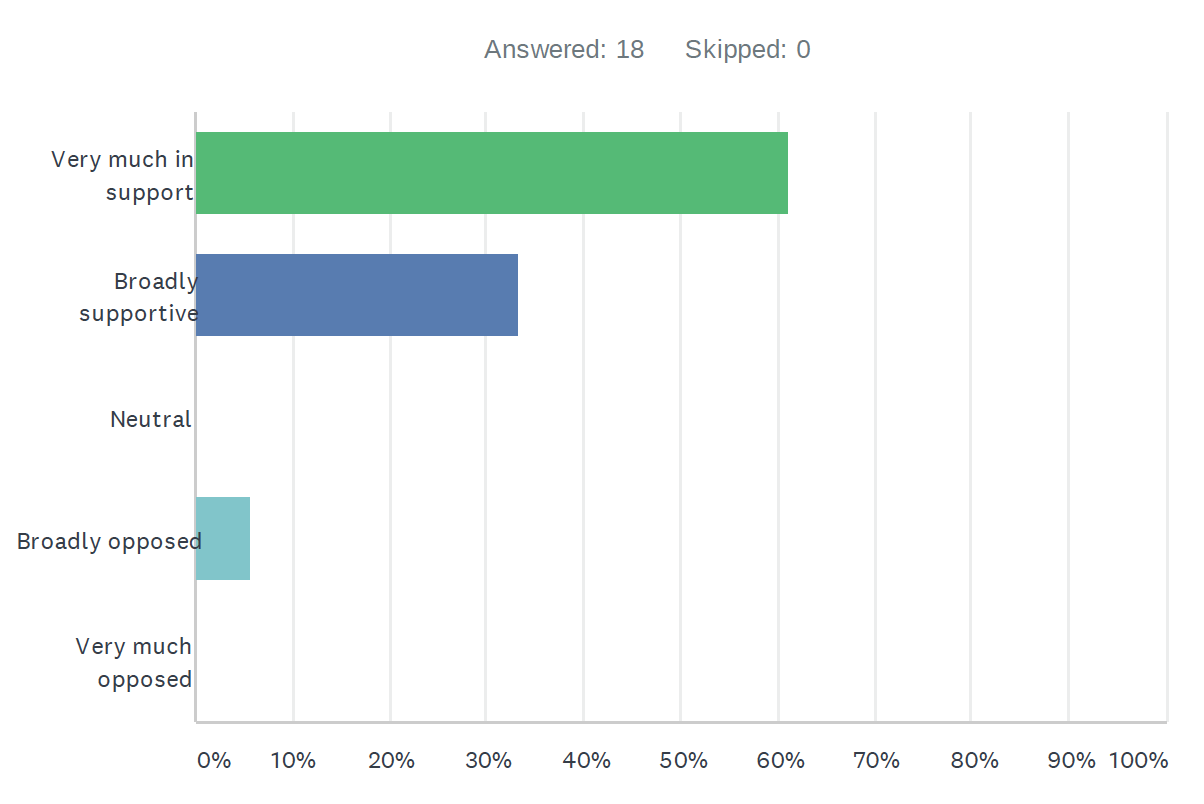 Answered: 18 Skipped: 0
Very much in
support
Broadly
supportive
Neutral
Broadly opposed
Very much
opposed
0% 10% 20% 30% 40% 50% 60% 70% 80% 90% 100%